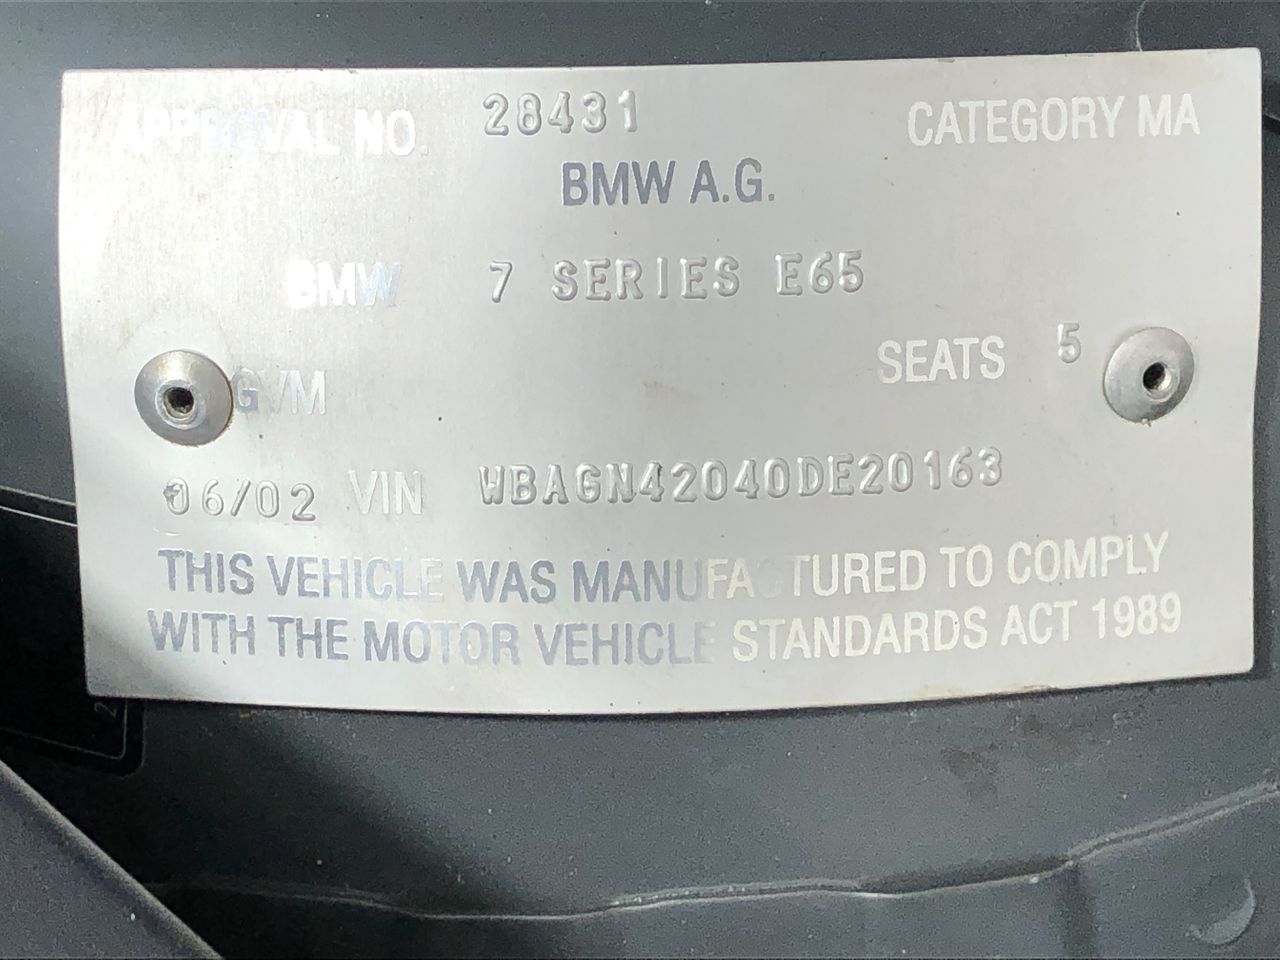 APPROVAL NO. 28431 CATEGORY MA
BMW A.G.
BMW 7 SERIES E65
SEATS 5
GVM
06/02 VIN WBAGN42040DE20163
THIS VEHICLE WAS MANUFACTURED TO COMPLY
WITH THE MOTOR VEHICLE STANDARDS ACT 1989
2